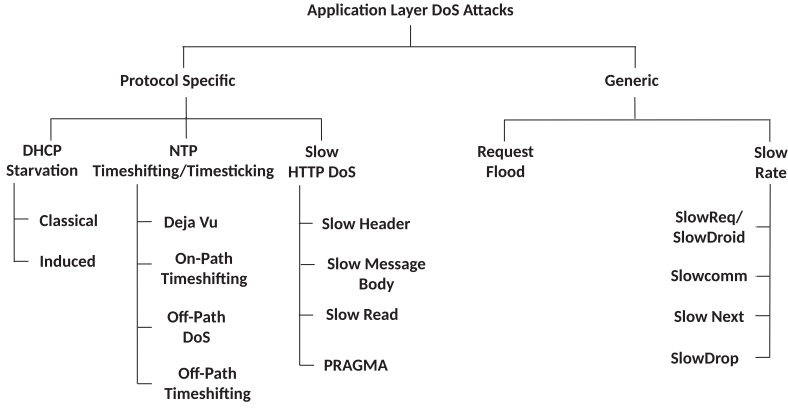 Application Layer DoS Attacks
Protocol Specific
Generic
DHCP
Starvation
NTP
Timeshifting/Timesticking
Slow
HTTP DoS
Request
Flood
Slow
Rate
Classical
Induced
Deja Vu
On-Path
Timeshifting
Off-Path
DoS
Off-Path
Timeshifting
Slow Header
Slow Message
Body
Slow Read
PRAGMA
SlowReq/
SlowDroid
Slowcomm
Slow Next
SlowDrop